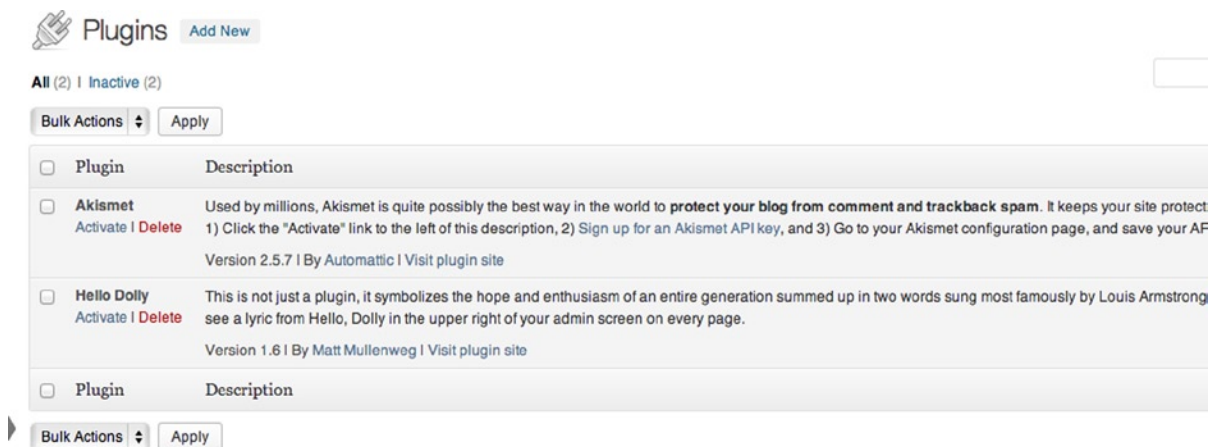 Plugins Add New
All (2) | Inactive (2)
Bulk Actions Apply
Plugin Description
Akismet Used by millions, Akismet is quite possibly the best way in the world to protect your blog from comment and trackback spam. It keeps your site protect
Activate | Delete 1) Click the "Activate" link to the left of this description, 2) Sign up for an Akismet API key, and 3) Go to your Akismet configuration page, and save your
Version 2.5.7 | By Automattic | Visit plugin site
Hello Dolly This is not just a plugin, it symbolizes the hope and enthusiasm of an entire generation summed up in two words sung most famously by Louis Armstrong
Activate | Delete see a lyric from Hello, Dolly in the upper right of your admin screen on every page.
Version 1.6 | By Matt Mullenweg | Visit plugin site
Plugin Description
Bulk Actions Apply